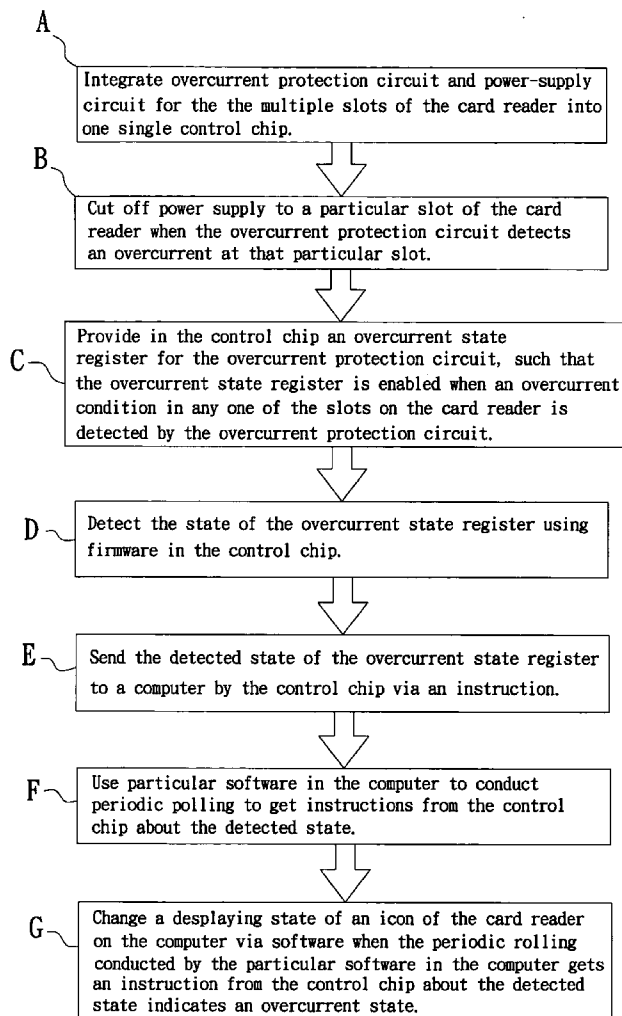 A
Integrate overcurrent protection circuit and power-supply
circuit for the the multiple slots of the card reader into
one single control chip.
B
Cut off power supply to a particular slot of the card
reader when the overcurrent protection circuit detects
an overcurrent at that particular slot.
C
Provide in the control chip an overcurrent state
register for the overcurrent protection circuit, such that
the overcurrent state register is enabled when an overcurrent
condition in any one of the slots on the card reader is
detected by the overcurrent protection circuit.
D
Detect the state of the overcurrent state register using
firmware in the control chip.
E
Send the detected state of the overcurrent state register
to a computer by the control chip via an instruction.
F
Use particular software in the computer to conduct
periodic polling to get instructions from the control
chip about the detected state.
G
Change a desplaying state of an icon of the card reader
on the computer via software when the periodic rolling
conducted by the particular software in the computer gets
an instruction from the control chip about the detected
state indicates an overcurrent state.